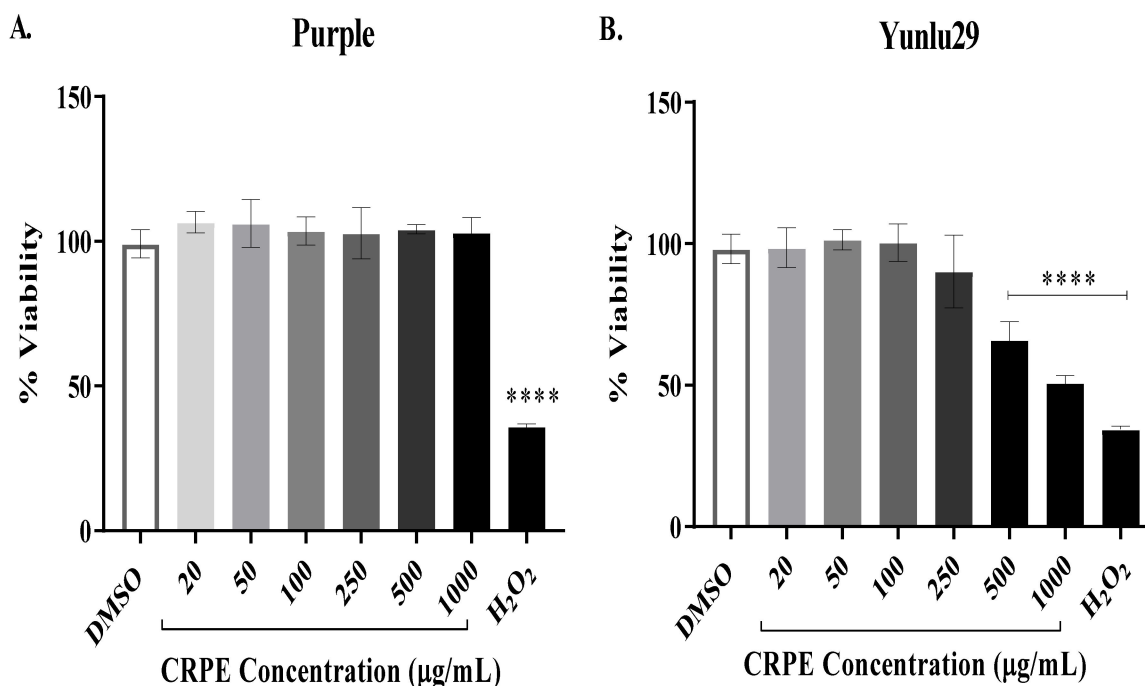 A.
Purple
% Viability
150
100
50
0
****
DMSO
20
50
100
250
500
1000
H₂O₂
CRPE Concentration (μg/mL)
B.
Yunlu29
% Viability
150
100
50
0
****
DMSO
20
50
100
250
500
1000
H₂O₂
CRPE Concentration (μg/mL)